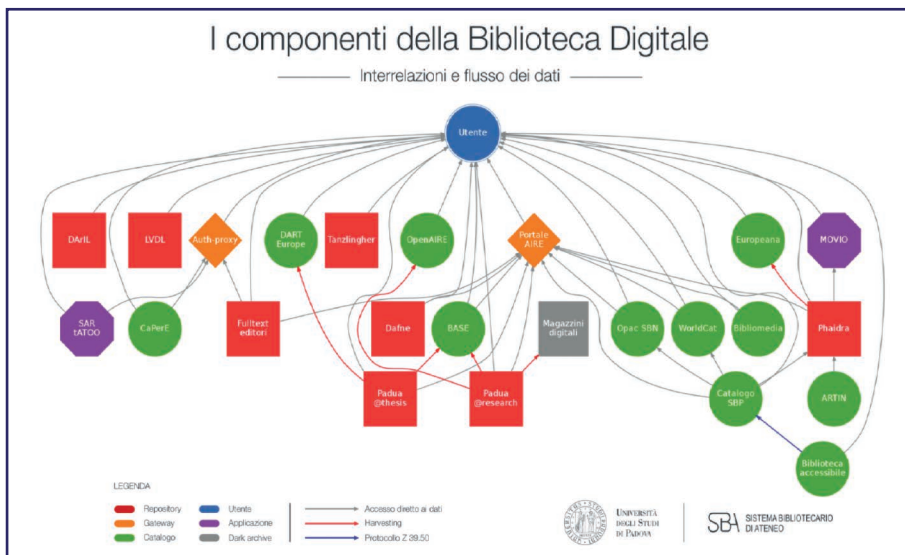 I componenti della Biblioteca Digitale
Interrelazioni e flusso dei dati
Utente
DArIL
LVDL
Auth-proxy
DART
Europe
Tanzlingher
OpenAIRE
Portale
AIRE
Europeana
MOVIO
SAR
tATOO
CaPerE
Fulltext
editori
Dafne
BASE
Magazzini
digitali
Opac SBN
WorldCat
Bibliomedia
Phaidra
Padua
@thesis
Padua
@research
Catalogo
SBP
ARTIN
Biblioteca
accessibile
LEGENDA
Repository
Gateway
Catalogo
Utente
Applicazione
Dark archive
Accesso diretto ai dati
Harvesting
Protocollo Z 39.50
UNIVERSITÀ
DEGLI STUDI
DI PADOVA
SBA
SISTEMA BIBLIOTECARIO
DI ATENEO